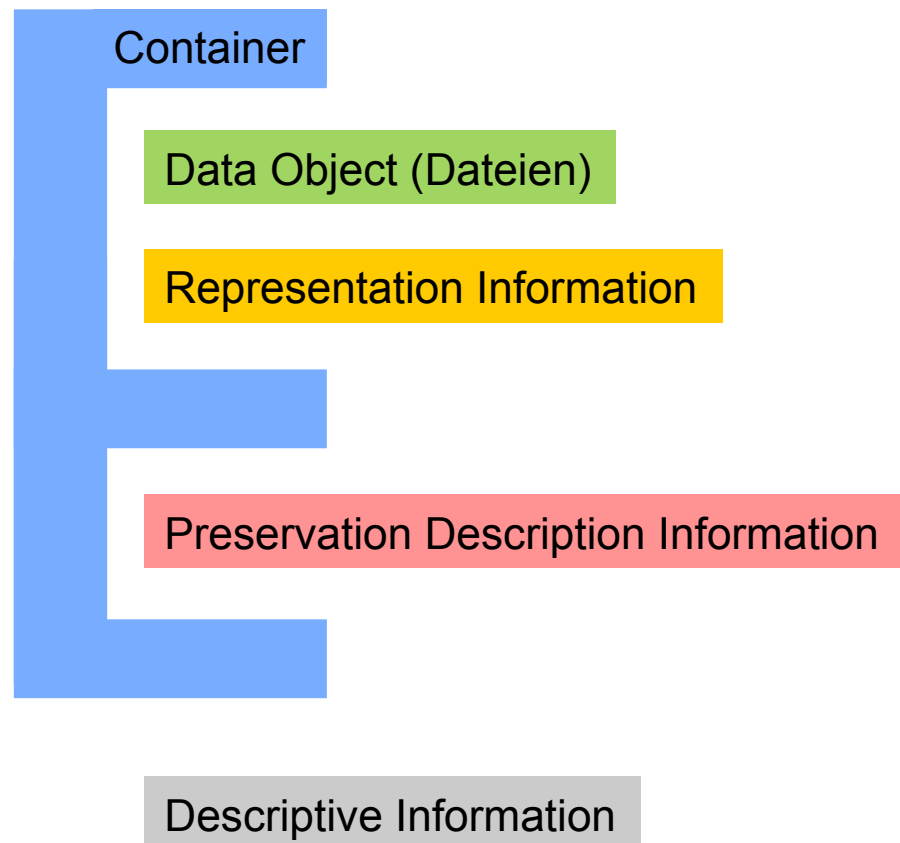 Container
Data Object (Dateien)
Representation Information
Preservation Description Information
Descriptive Information